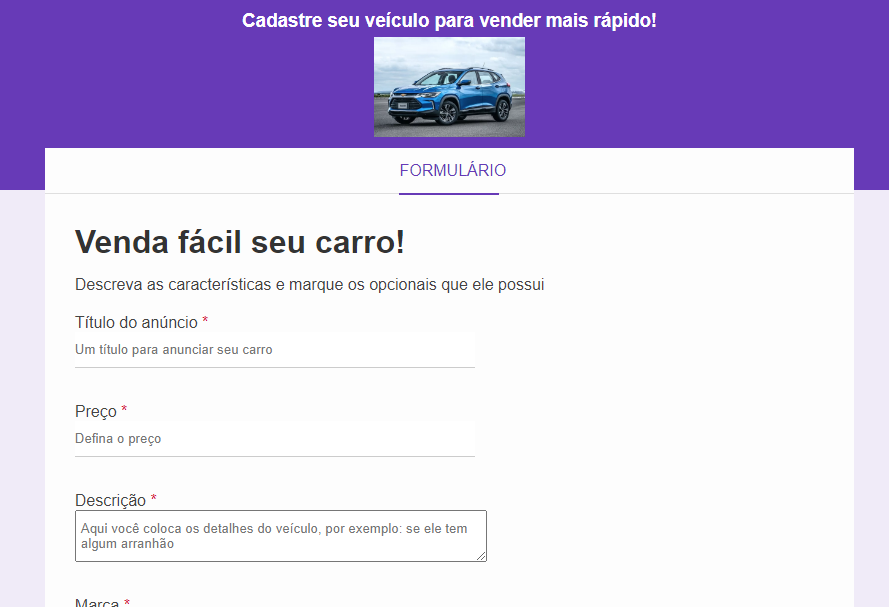 Cadastre seu veículo para vender mais rápido!
FORMULÁRIO
Venda fácil seu carro!
Descreva as características e marque os opcionais que ele possui
Título do anúncio *
Um título para anunciar seu carro
Preço *
Defina o preço
Descrição *
Aqui você coloca os detalhes do veículo, por exemplo: se ele tem
algum arranhão
Marca *